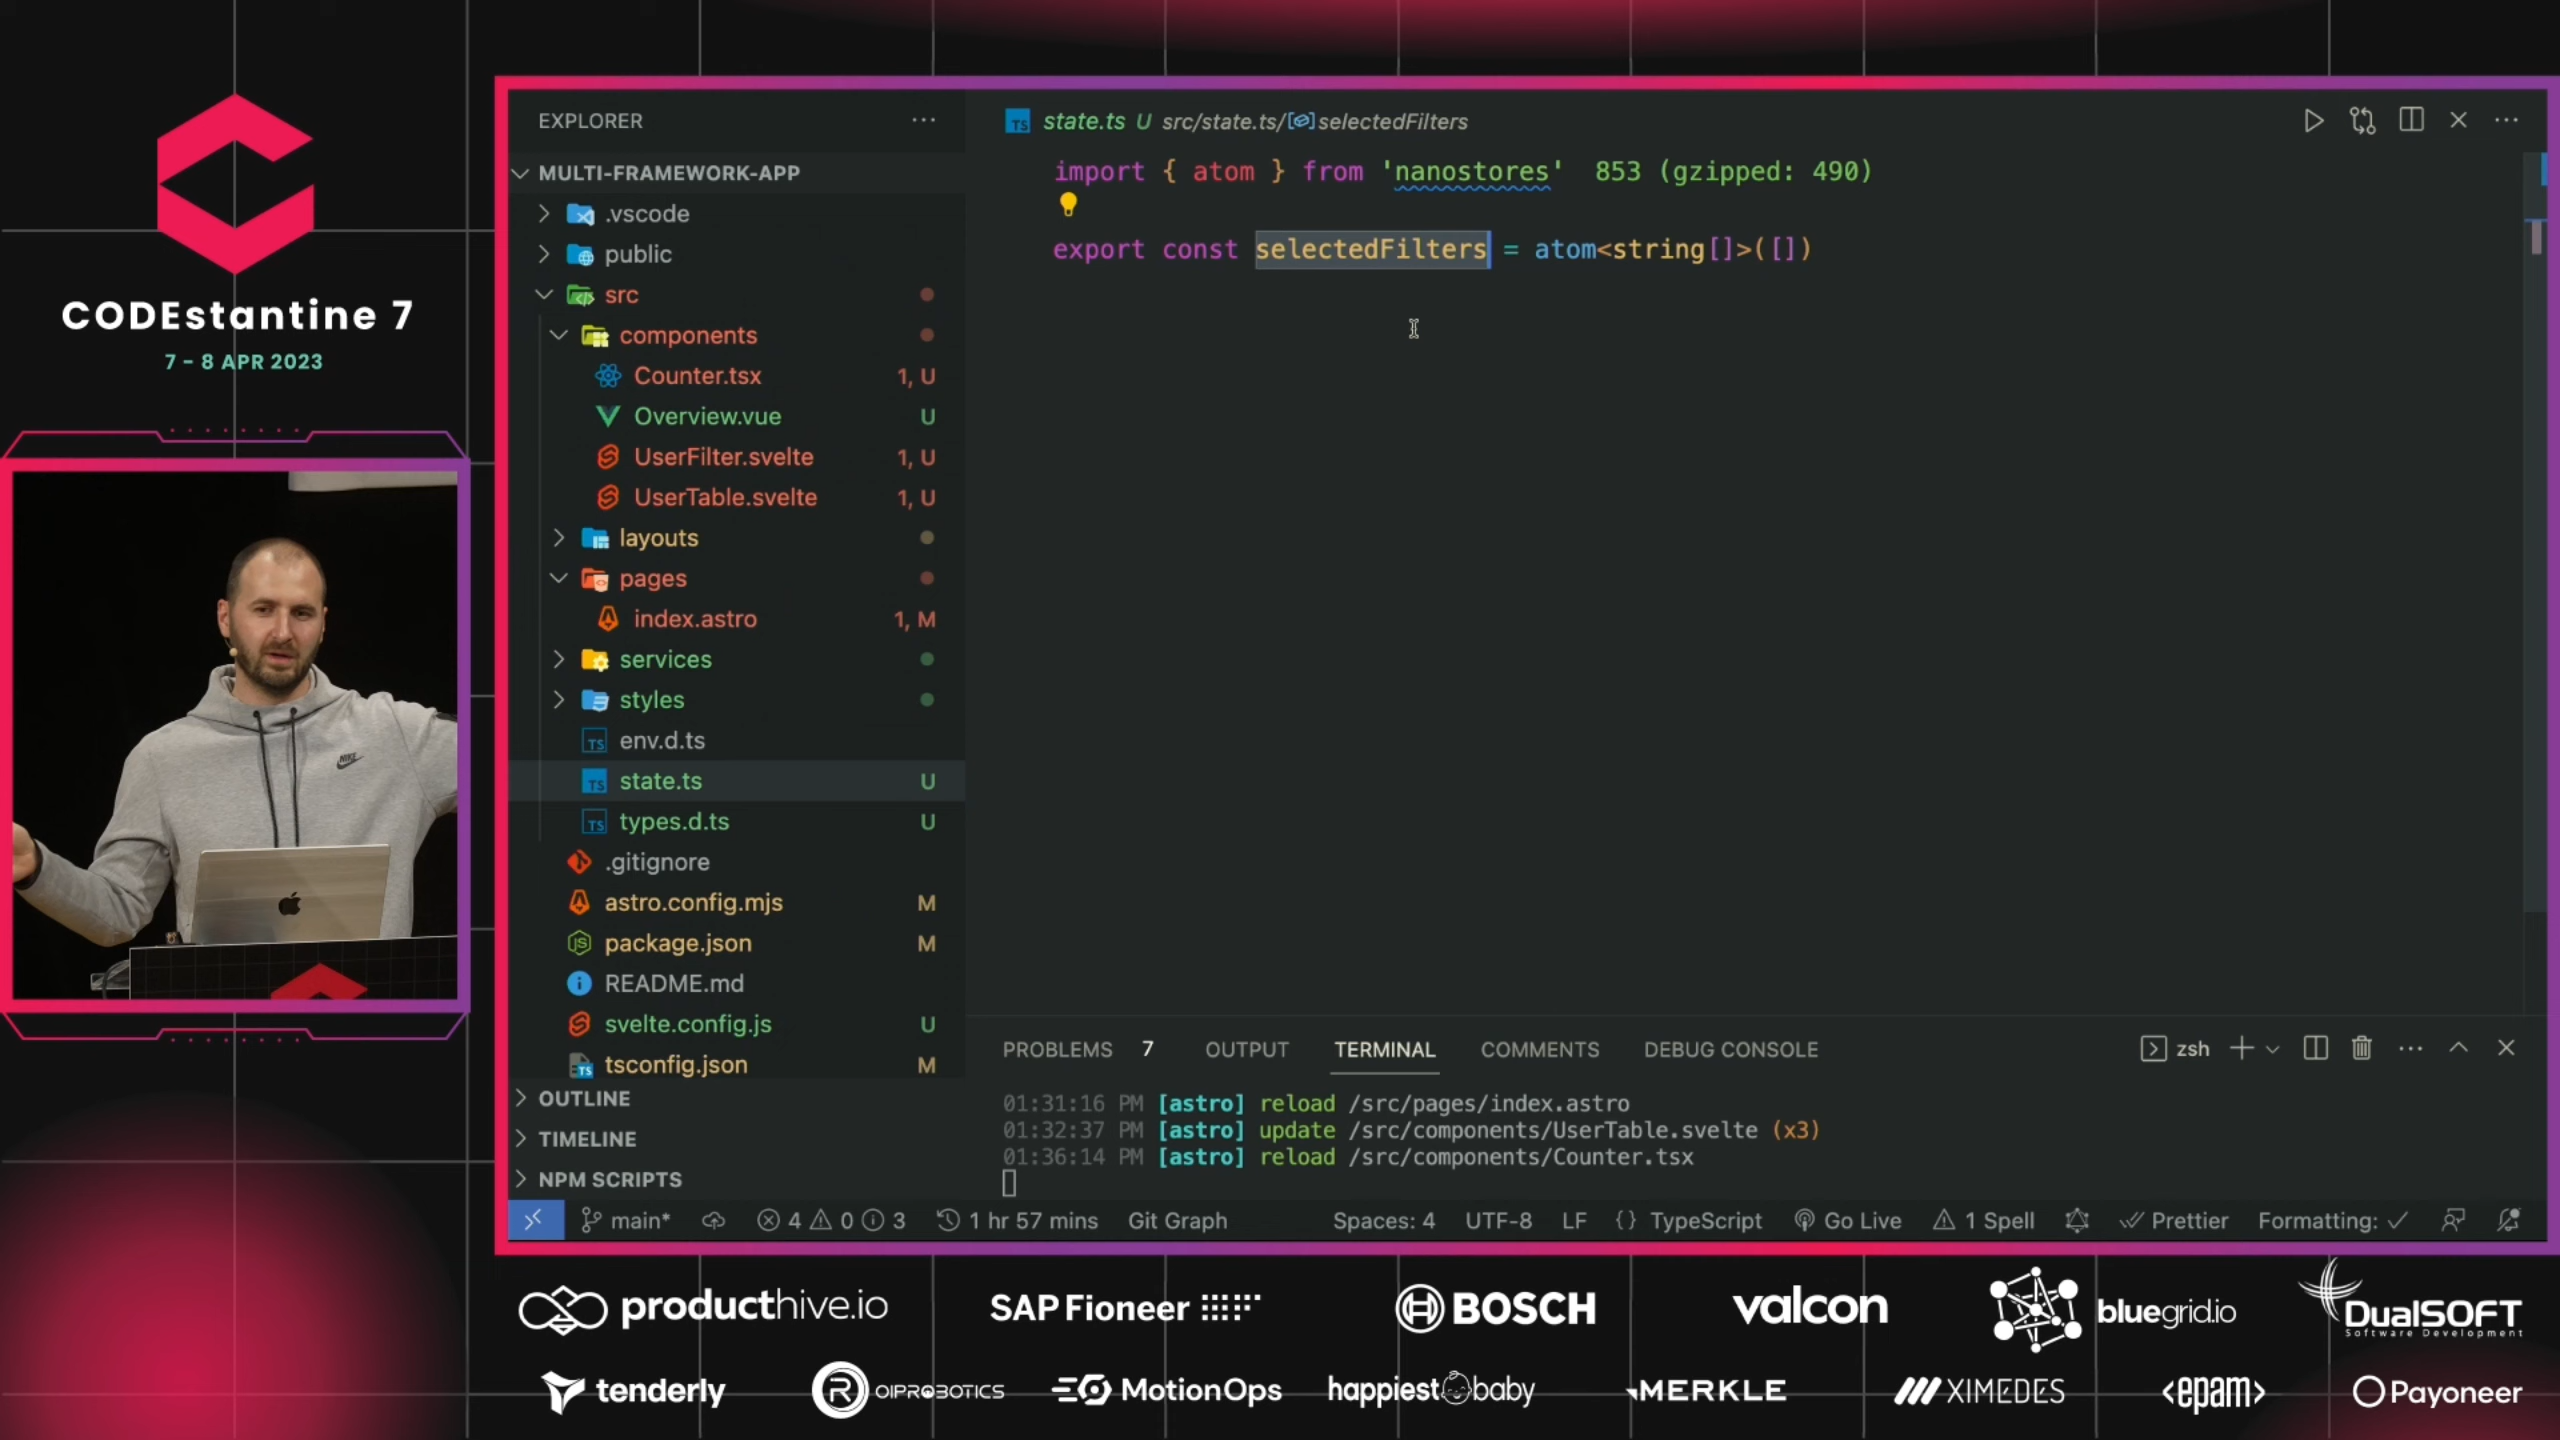 CODEstantine 7
7 - 8 APR 2023
NIKE
EXPLORER
MULTI-FRAMEWORK-APP
.vscode
public
src
components
Counter.tsx 1, U
Overview.vue U
UserFilter.svelte 1, U
UserTable.svelte 1, U
layouts
pages
index.astro 1, M
services
styles
env.d.ts
state.ts U
types.d.ts U
.gitignore
astro.config.mjs M
package.json M
README.md
svelte.config.js U
tsconfig.json M
OUTLINE
TIMELINE
NPM SCRIPTS
state.ts U src/state.ts/selectedFilters
import { atom } from 'nanostores' 853 (gzipped: 490)
export const selectedFilters = atom<string[]>([])
PROBLEMS 7 OUTPUT TERMINAL COMMENTS DEBUG CONSOLE
zsh
01:31:16 PM [astro] reload /src/pages/index.astro
01:32:37 PM [astro] update /src/components/UserTable.svelte (x3)
01:36:14 PM [astro] reload /src/components/Counter.tsx
main* 4 0 3 1 hr 57 mins Git Graph Spaces: 4 UTF-8 LF {} TypeScript Go Live 1 Spell Prettier Formatting: ✓
producthive.io SAP Fioneer BOSCH valcon bluegrid.io DualSOFT
Software Development
tenderly R OIPROBOTICS MotionOps happiest baby MERKLE XIMEDES <epam> Payoneer